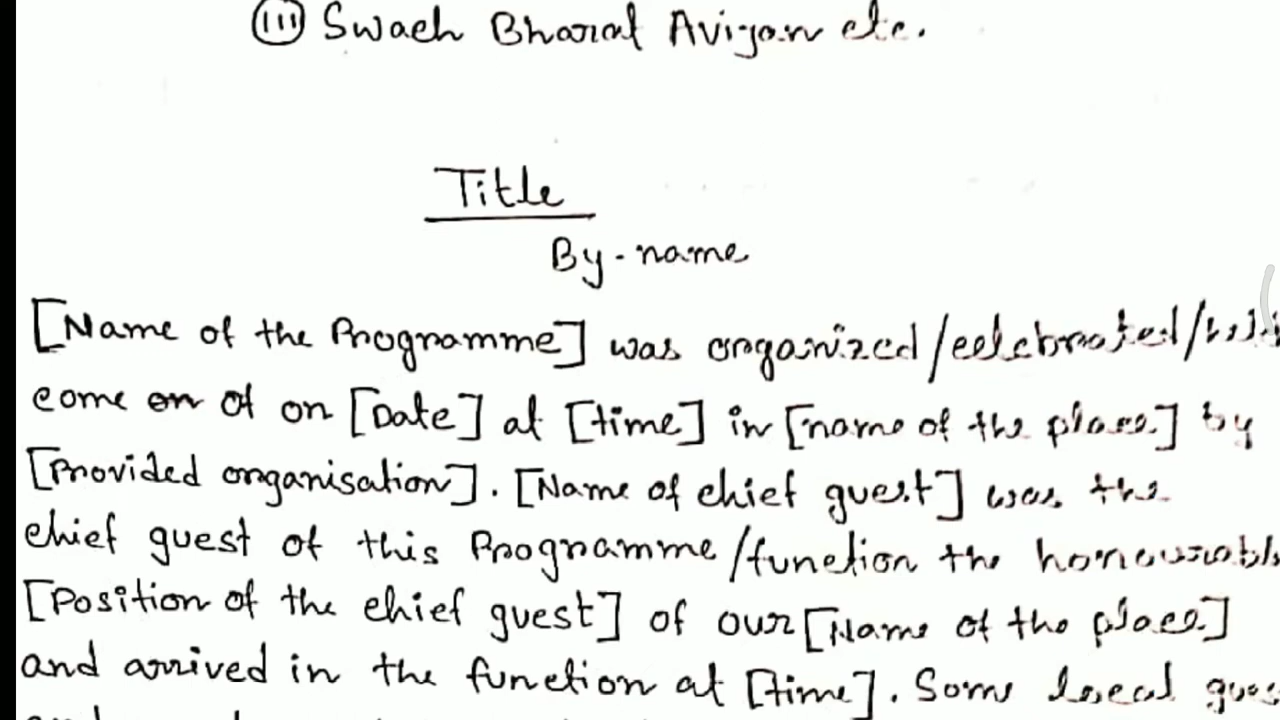 (iii) Swach Bharat Aviyan etc.
Title
By - name
[Name of the Programme] was organized/celebrated/
come on of on [Date] at [time] in [name of the place] by
[Provided organisation]. [Name of chief guest] was the
chief guest of this Programme/function the honourable
[Position of the chief guest] of our [Name of the place]
and arrived in the function at [time]. Some local